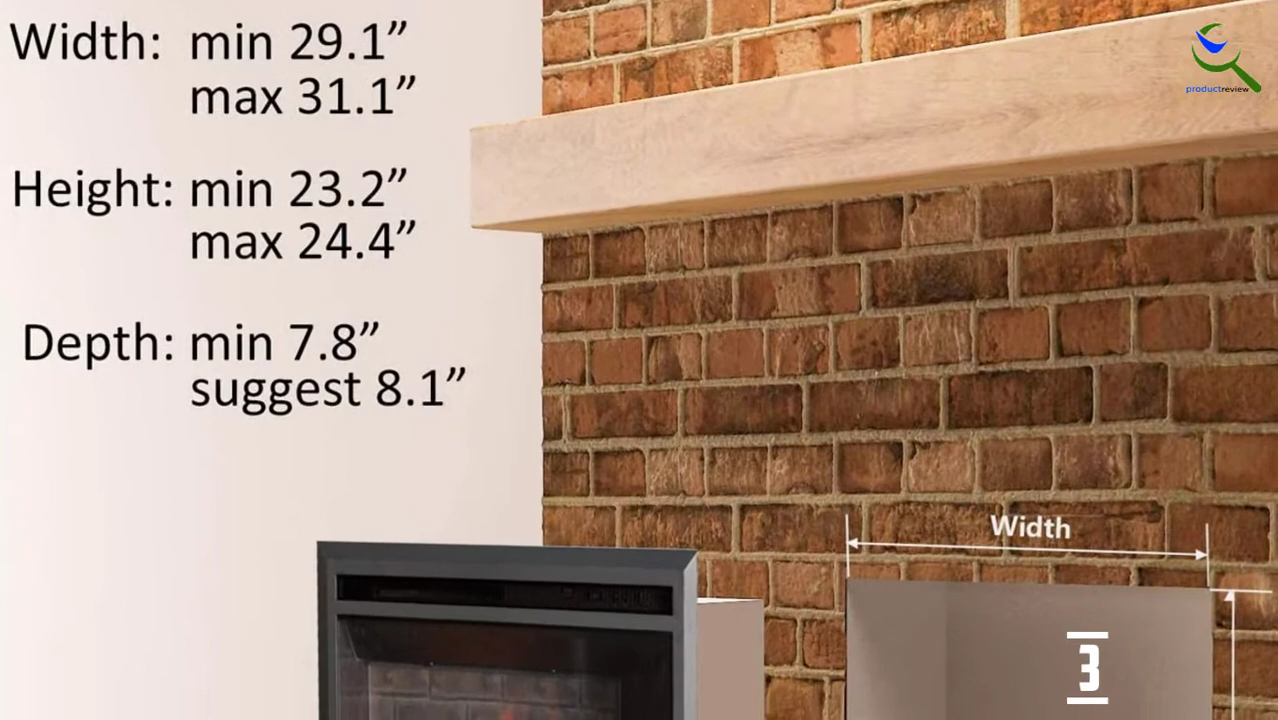 Width: min 29.1”
max 31.1”
Height: min 23.2”
max 24.4”
Depth: min 7.8”
suggest 8.1”
productreview
Width
3